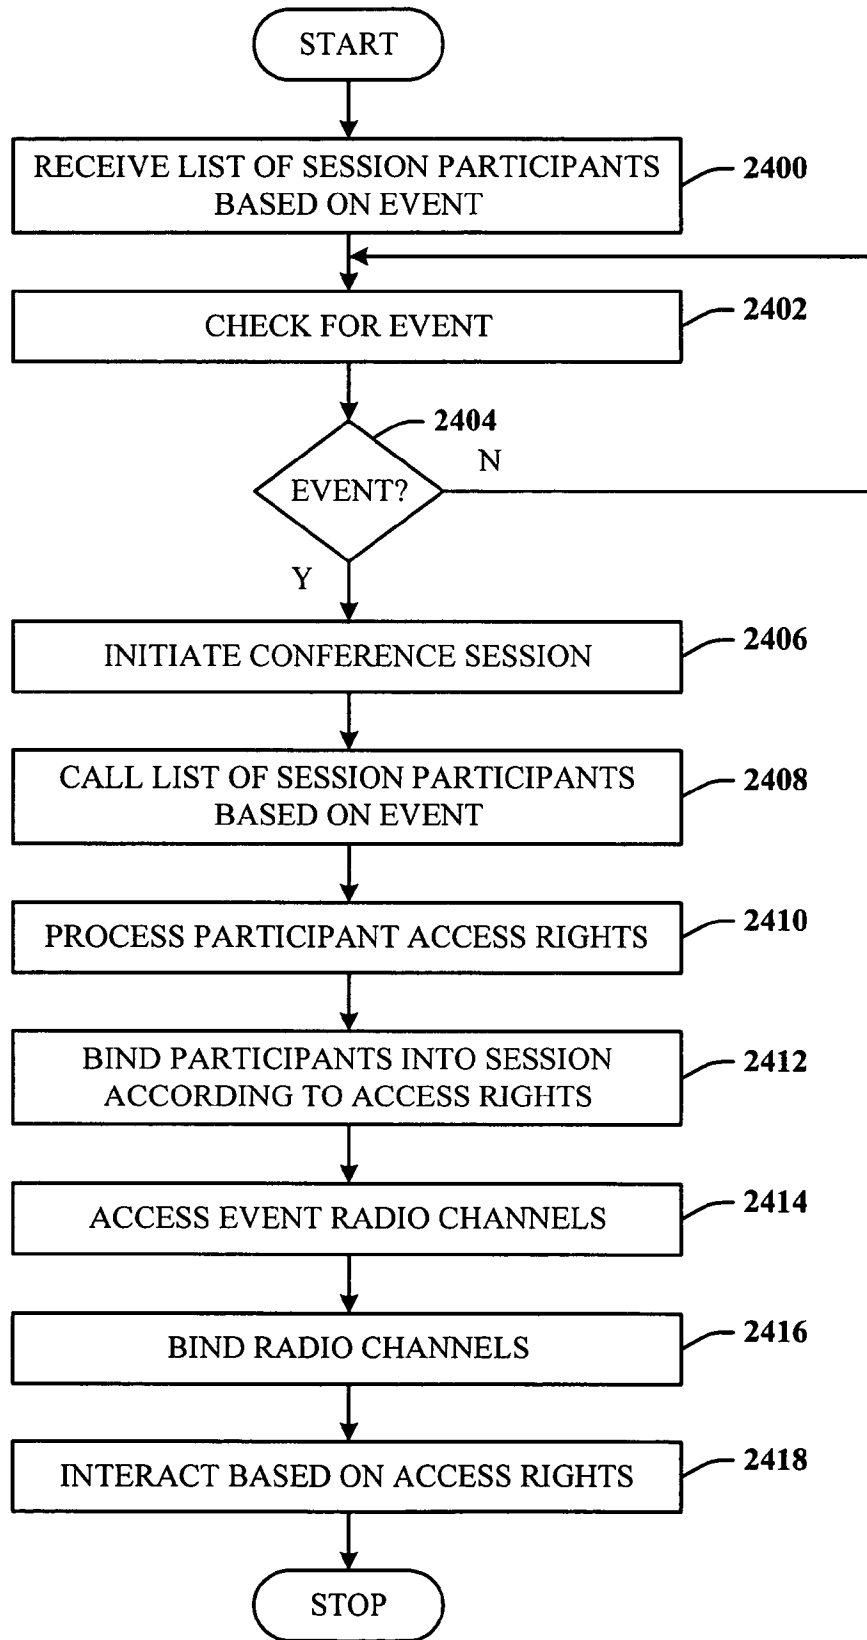 START
RECEIVE LIST OF SESSION PARTICIPANTS
BASED ON EVENT
2400
CHECK FOR EVENT
2402
2404
EVENT?
N
Y
INITIATE CONFERENCE SESSION
2406
CALL LIST OF SESSION PARTICIPANTS
BASED ON EVENT
2408
PROCESS PARTICIPANT ACCESS RIGHTS
2410
BIND PARTICIPANTS INTO SESSION
ACCORDING TO ACCESS RIGHTS
2412
ACCESS EVENT RADIO CHANNELS
2414
BIND RADIO CHANNELS
2416
INTERACT BASED ON ACCESS RIGHTS
2418
STOP